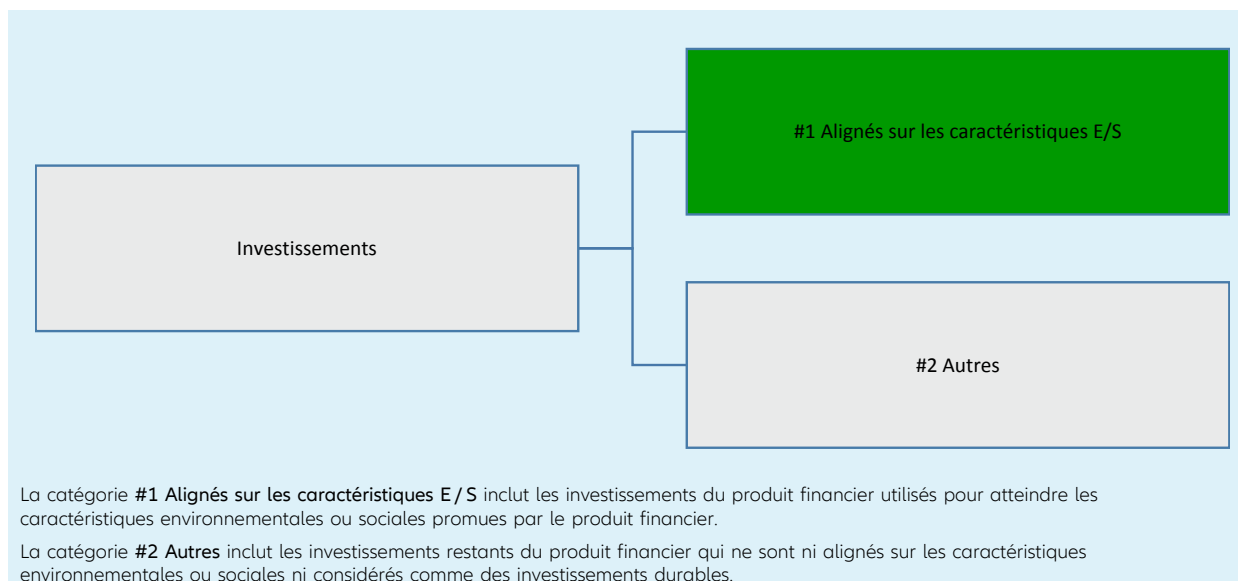 #1 Alignés sur les caractéristiques E/S
Investissements
#2 Autres
La catégorie #1 Alignés sur les caractéristiques E / S inclut les investissements du produit financier utilisés pour atteindre les
caractéristiques environnementales ou sociales promues par le produit financier.
La catégorie #2 Autres inclut les investissements restants du produit financier qui ne sont ni alignés sur les caractéristiques
environnementales ou sociales ni considérés comme des investissements durables.